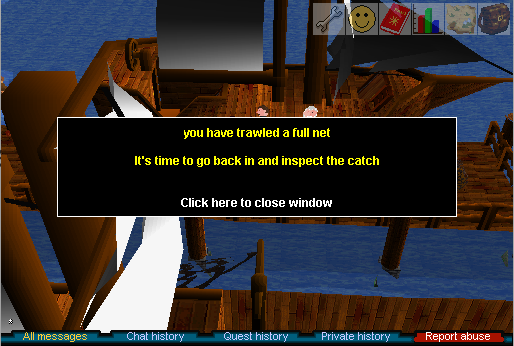 you have trawled a full net
It's time to go back in and inspect the catch
Click here to close window
*
All messages
Chat history
Quest history
Private history
Report abuse